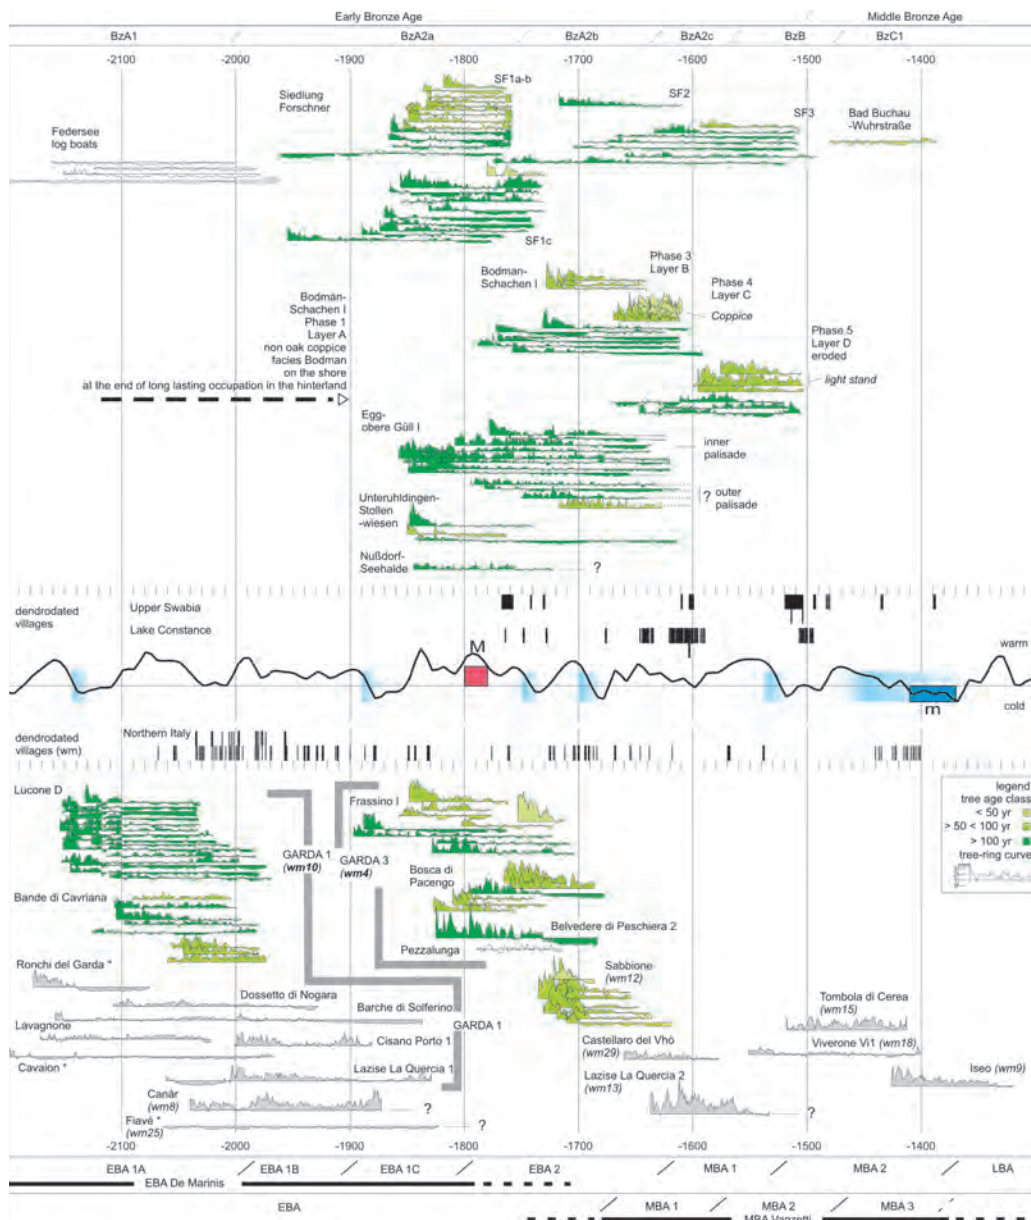 Early Bronze Age
Middle Bronze Age
BzA1
BzA2a
BzA2b
BzA2c
BzB
BzC1
-2100
-2000
-1900
-1800
-1700
-1600
-1500
-1400
Siedlung
Forschner
SF1a-b
SF2
SF3
Bad Buchau
-Wuhrstraße
Federsee
log boats
SF1c
Bodman-
Schachen I
Phase 3
Layer B
Phase 4
Layer C
Coppice
Bodman-
Schachen I
Phase 1
Layer A
non oak coppice
facies Bodman
on the shore
at the end of long lasting occupation in the hinterland
Phase 5
Layer D
eroded
light stand
Egg-
obere Güll I
inner
palisade
? outer
palisade
Unteruhldingen-
Stollen
-wiesen
Nußdorf-
Seehalde
?
dendrodated
villages
Upper Swabia
Lake Constance
M
warm
m
cold
dendrodated
villages (wm)
Northern Italy
Lucone D
Frassino I
legend
tree age class
< 50 yr
> 50 < 100 yr
> 100 yr
tree-ring curve
GARDA 1
(wm10)
GARDA 3
(wm4)
Bosca di
Pacengo
Bande di Cavriana
Belvedere di Peschiera 2
Pezzalunga
Ronchi del Garda *
Sabbione
(wm12)
Dossetto di Nogara
Barche di Solferino
Tombola di Cerea
(wm15)
Lavagnone
GARDA 1
Cisano Porto 1
Castellaro del Vhò
(wm29)
Viverone Vi1 (wm18)
Cavaion *
Lazise La Quercia 1
Lazise La Quercia 2
(wm13)
Iseo (wm9)
Canàr
(wm8)
?
?
Fiavé *
(wm25)
?
-2100
-2000
-1900
-1800
-1700
-1600
-1500
-1400
EBA 1A
EBA 1B
EBA 1C
EBA 2
MBA 1
MBA 2
LBA
EBA De Marinis
EBA
MBA 1
MBA 2
MBA 3
MBA Vanzetti